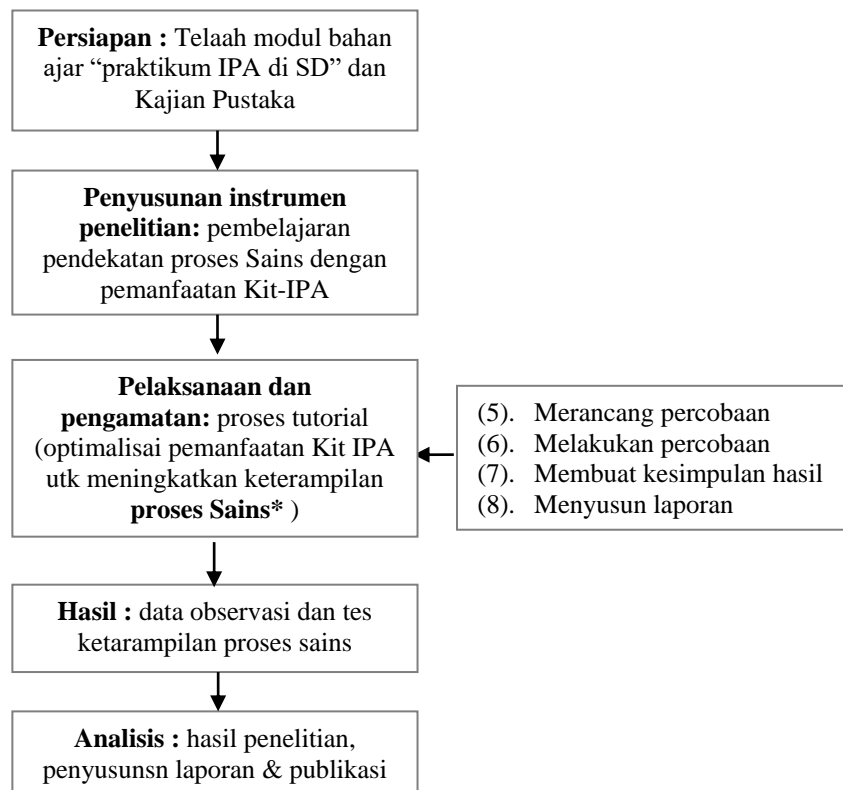 Persiapan : Telaah modul bahan
ajar “praktikum IPA di SD” dan
Kajian Pustaka
Penyusunan instrumen
penelitian: pembelajaran
pendekatan proses Sains dengan
pemanfaatan Kit-IPA
Pelaksanaan dan
pengamatan: proses tutorial
(optimalisai pemanfaatan Kit IPA
utk meningkatkan keterampilan
proses Sains* )
(5). Merancang percobaan
(6). Melakukan percobaan
(7). Membuat kesimpulan hasil
(8). Menyusun laporan
Hasil : data observasi dan tes
ketarampilan proses sains
Analisis : hasil penelitian,
penyusunsn laporan & publikasi